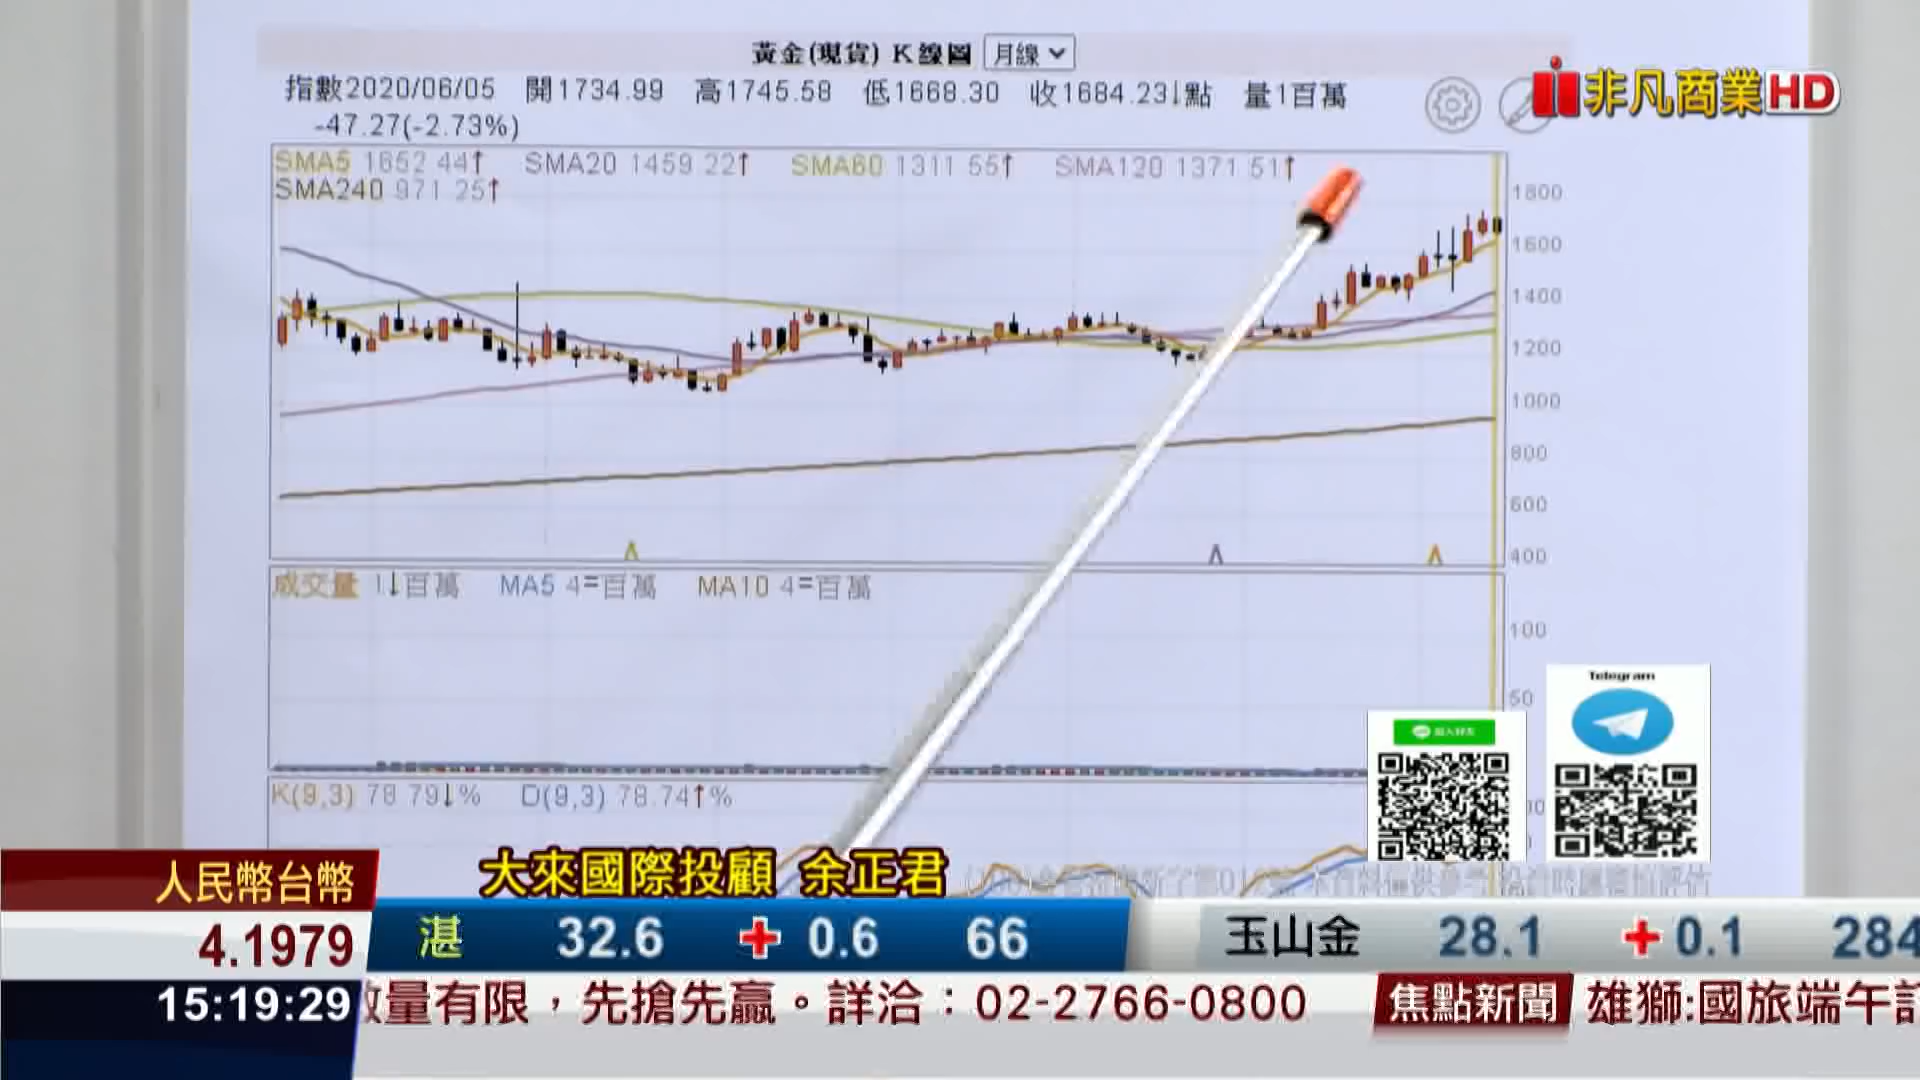 黃金(現貨) K線圖 月線
指數2020/06/05 開1734.99 高1745.58 低1668.30 收1684.23↓點 量1百萬
-47.27(-2.73%)
非凡商業HD
SMA5 1652.44↑ SMA20 1459.22↑ SMA60 1311.55↑ SMA120 1371.51↑
SMA240 971.25↑
1800
1600
1400
1200
1000
800
600
400
成交量 1↓百萬 MA5 4=百萬 MA10 4=百萬
100
50
Telegram
加入好友
K(9,3) 78.79↓% D(9,3) 78.74↑%
大來國際投顧 余正君
人民幣台幣
4.1979
湛 32.6 + 0.6 66
玉山金 28.1 + 0.1 284
15:19:29
數量有限，先搶先贏。詳洽：02-2766-0800
焦點新聞 雄獅:國旅端午訂